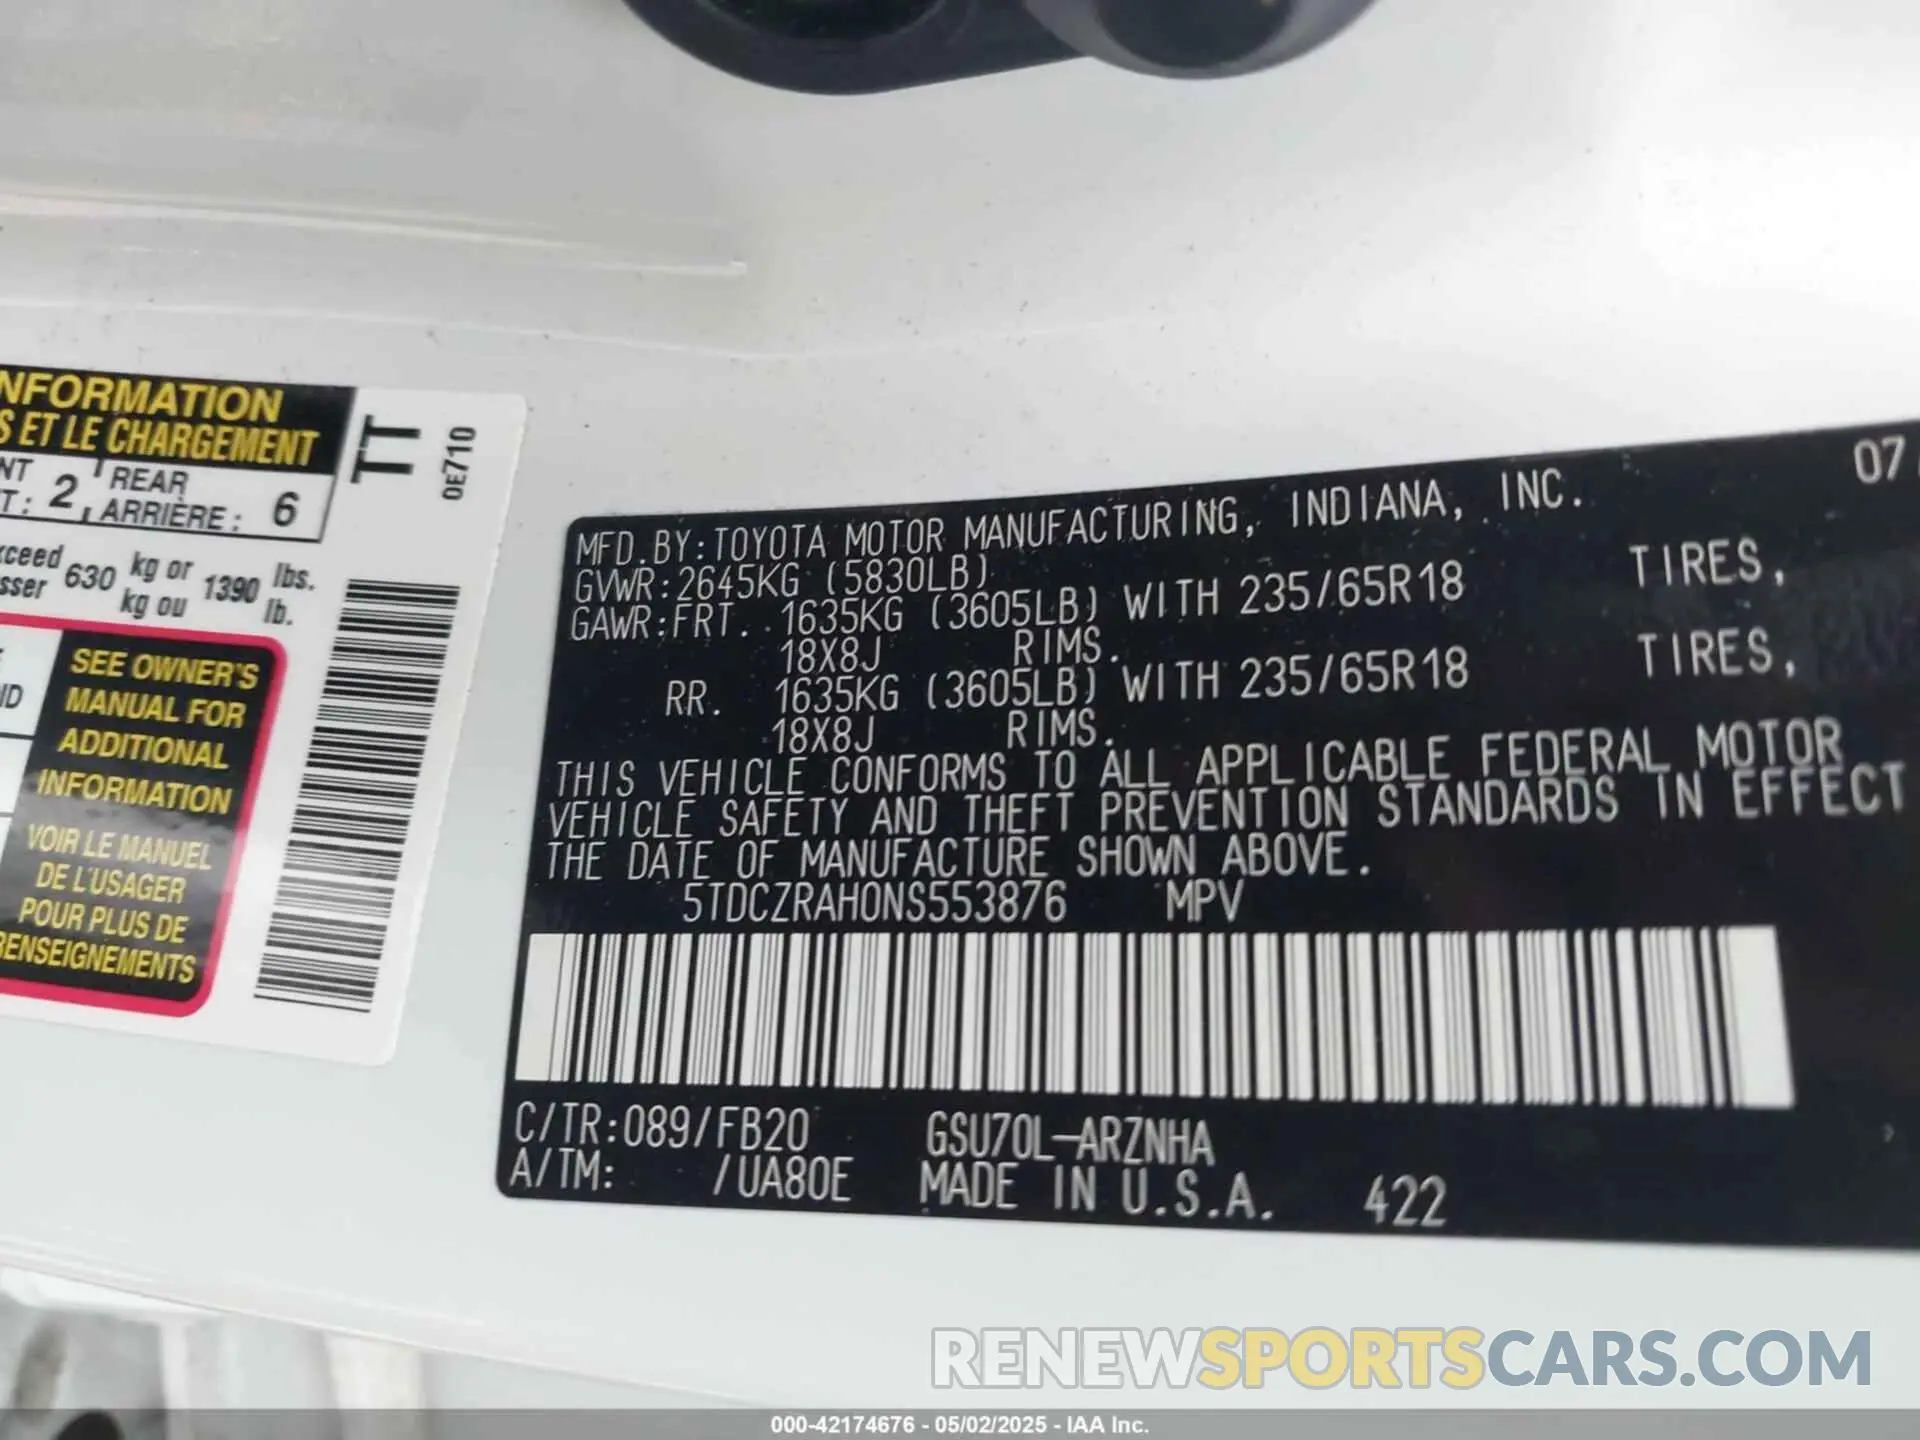 NFORMATION
S ET LE CHARGEMENT
NT 2 REAR 6
T: , ARRIÈRE:
xceed 630 kg or 1390 lbs.
sser kg ou lb.
ID
SEE OWNER'S
MANUAL FOR
ADDITIONAL
INFORMATION
VOIR LE MANUEL
DE L'USAGER
POUR PLUS DE
RENSEIGNEMENTS
TT
0E710
07
MFD.BY:TOYOTA MOTOR MANUFACTURING, INDIANA, INC.
GVWR:2645KG (5830LB)
GAWR:FRT. 1635KG (3605LB) WITH 235/65R18 TIRES,
18X8J RIMS.
RR. 1635KG (3605LB) WITH 235/65R18 TIRES,
18X8J RIMS.
THIS VEHICLE CONFORMS TO ALL APPLICABLE FEDERAL MOTOR
VEHICLE SAFETY AND THEFT PREVENTION STANDARDS IN EFFECT
THE DATE OF MANUFACTURE SHOWN ABOVE.
5TDCZRAH0NS553876 MPV
C/TR:089/FB20 GSU70L-ARZNHA
A/TM: /UA80E MADE IN U.S.A. 422
RENEWSPORTSCARS.COM
000-42174676 - 05/02/2025 - IAA Inc.